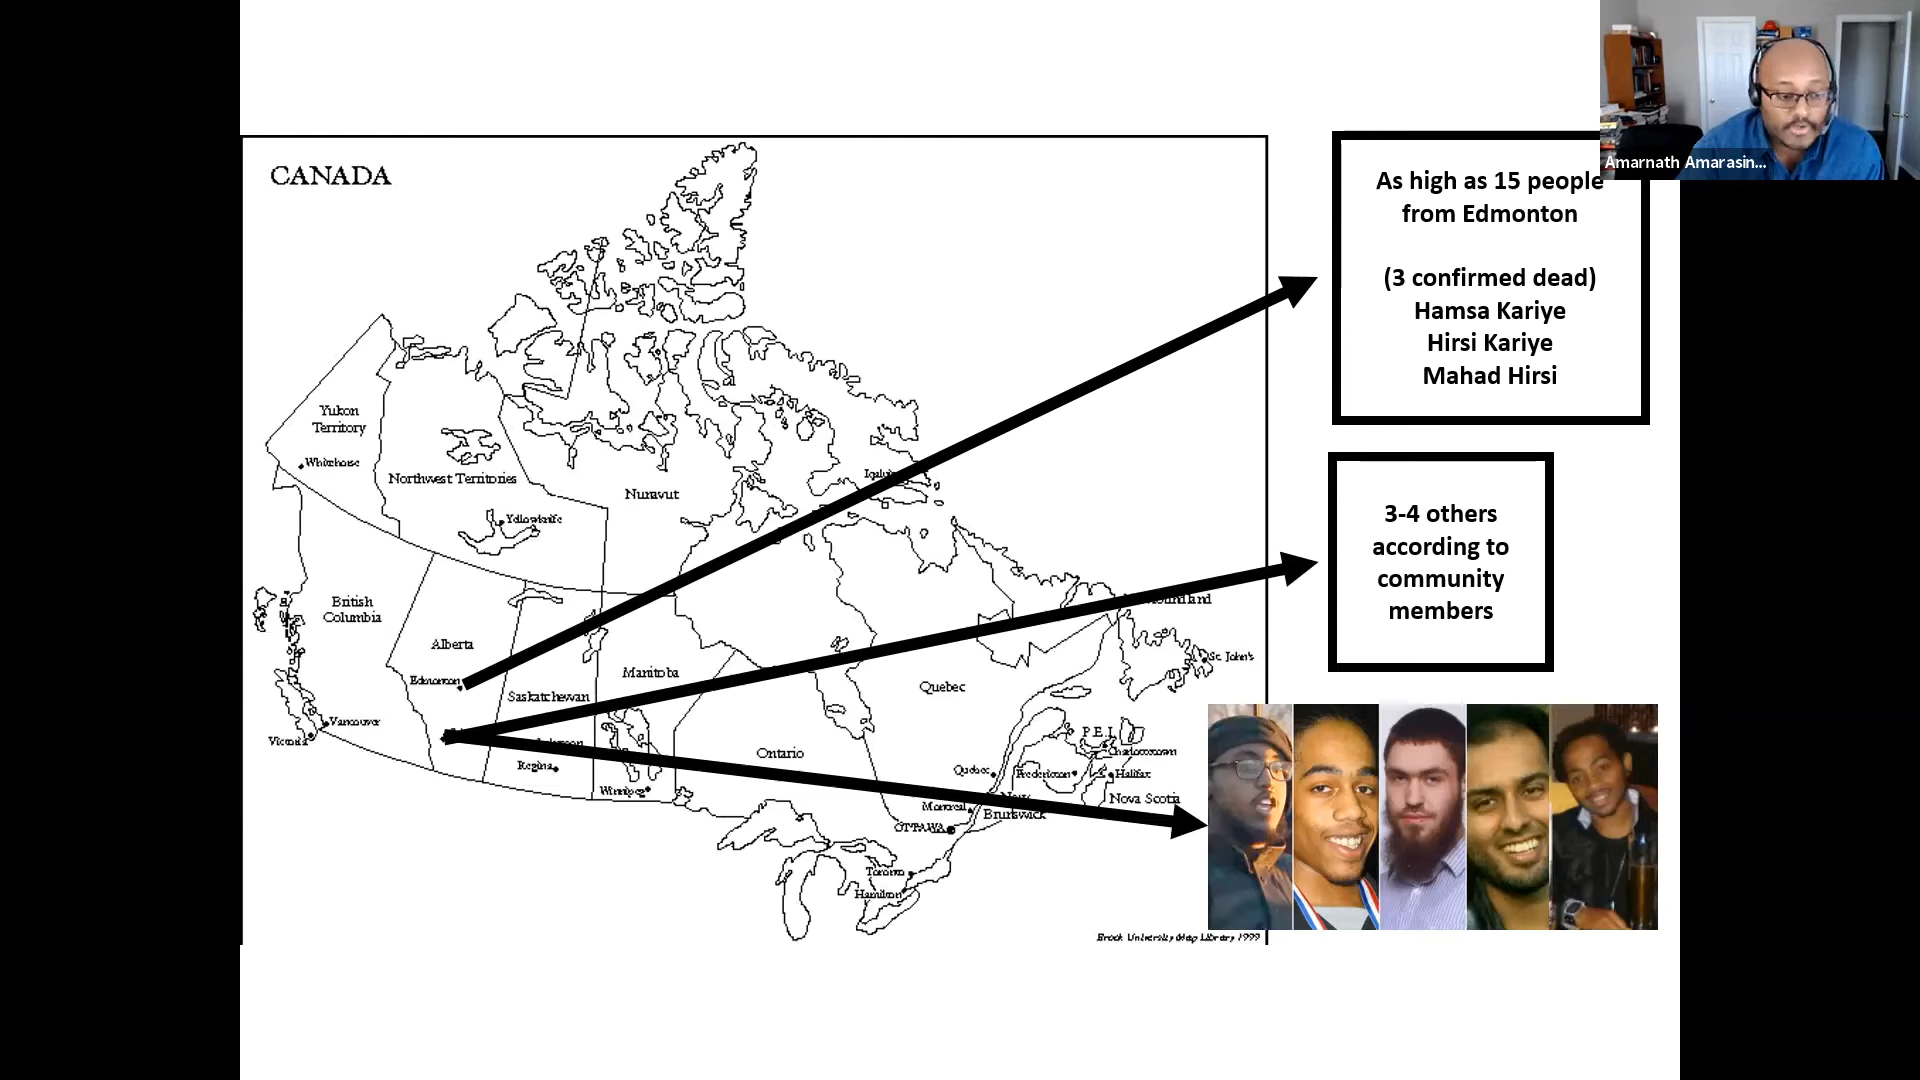 CANADA
As high as 15 people
from Edmonton
(3 confirmed dead)
Hamsa Kariye
Hirsi Kariye
Mahad Hirsi
Amarnath Amarasin...
3-4 others
according to
community
members
Yukon
Territory
Whitehorse
Northwest Territories
Nunavut
Yellowknife
British
Columbia
Alberta
Edmonton
Saskatchewan
Manitoba
Quebec
St. John's
Vancouver
Victoria
Regina
Winnipeg
Ontario
P.E.I.
Charlottetown
Quebec
Fredericton
Halifax
Montreal
New
Brunswick
Nova Scotia
OTTAWA
Toronto
Hamilton
Brock University Map Library 1999